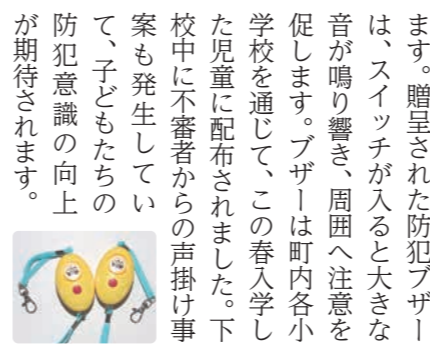 ます。贈呈された防犯ブザー
は、スイッチが入ると大きな
音が鳴り響き、周囲へ注意を
促します。ブザーは町内各小
学校を通じて、この春入学し
た児童に配布されました。下
校中に不審者からの声掛け事
案も発生してい
て、子どもたちの
防犯意識の向上
が期待されます。